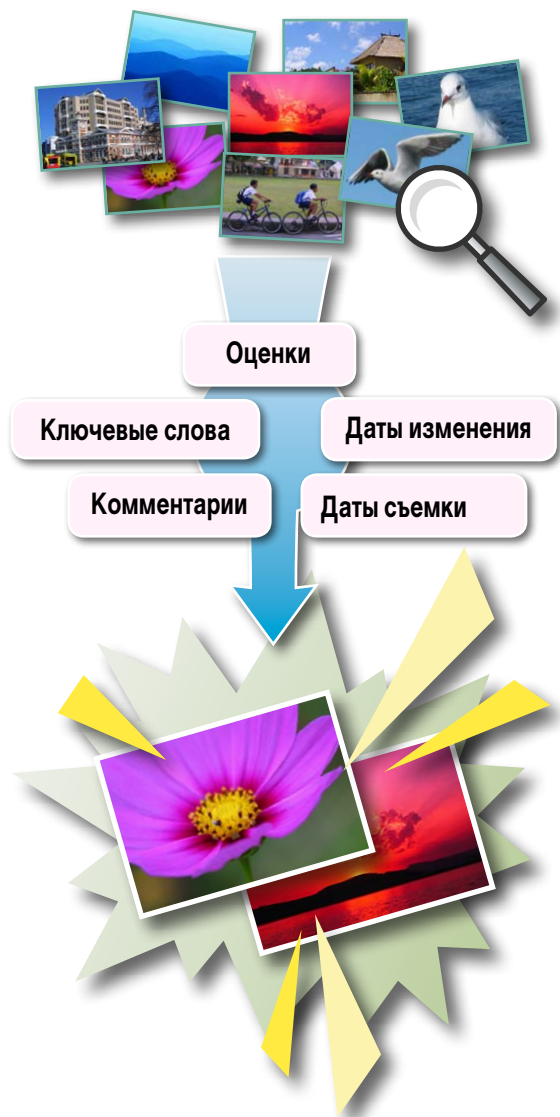 Оценки
Ключевые слова
Даты изменения
Комментарии
Даты съемки